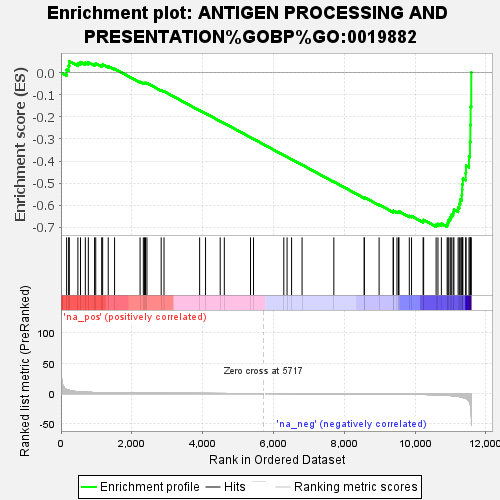 Enrichment plot: ANTIGEN PROCESSING AND
PRESENTATION%GOBP%GO:0019882
Enrichment score (ES)
0.0
-0.1
-0.2
-0.3
-0.4
-0.5
-0.6
-0.7
'na_pos' (positively correlated)
Ranked list metric (PreRanked)
100
50
0
-50
Zero cross at 5717
'na_neg' (negatively correlated)
0
2,000
4,000
6,000
8,000
10,000
12,000
Rank in Ordered Dataset
Enrichment profile
Hits
Ranking metric scores